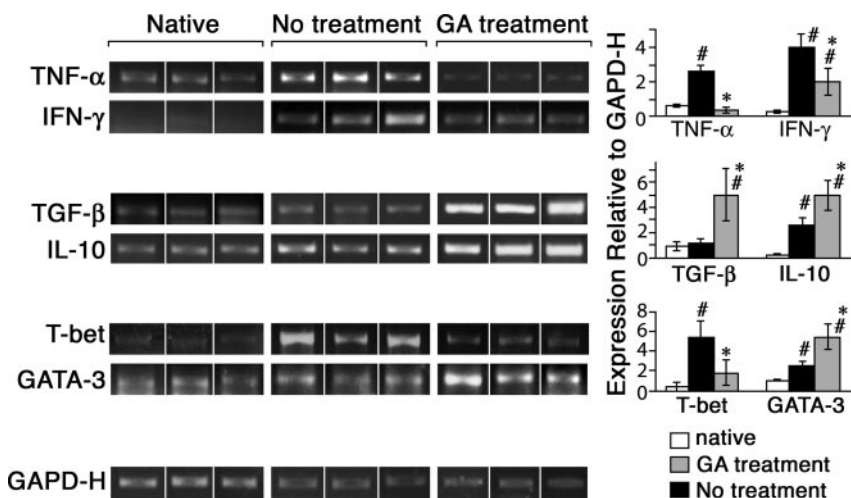 Native No treatment GA treatment
TNF-α
IFN-γ
TGF-β
IL-10
T-bet
GATA-3
GAPD-H
Expression Relative to GAPD-H
4
2
0
# # * #
*
TNF-α IFN-γ
6
4
2
0
* # # * #
TGF-β IL-10
6
4
2
0
# * # * #
T-bet GATA-3
native
GA treatment
No treatment